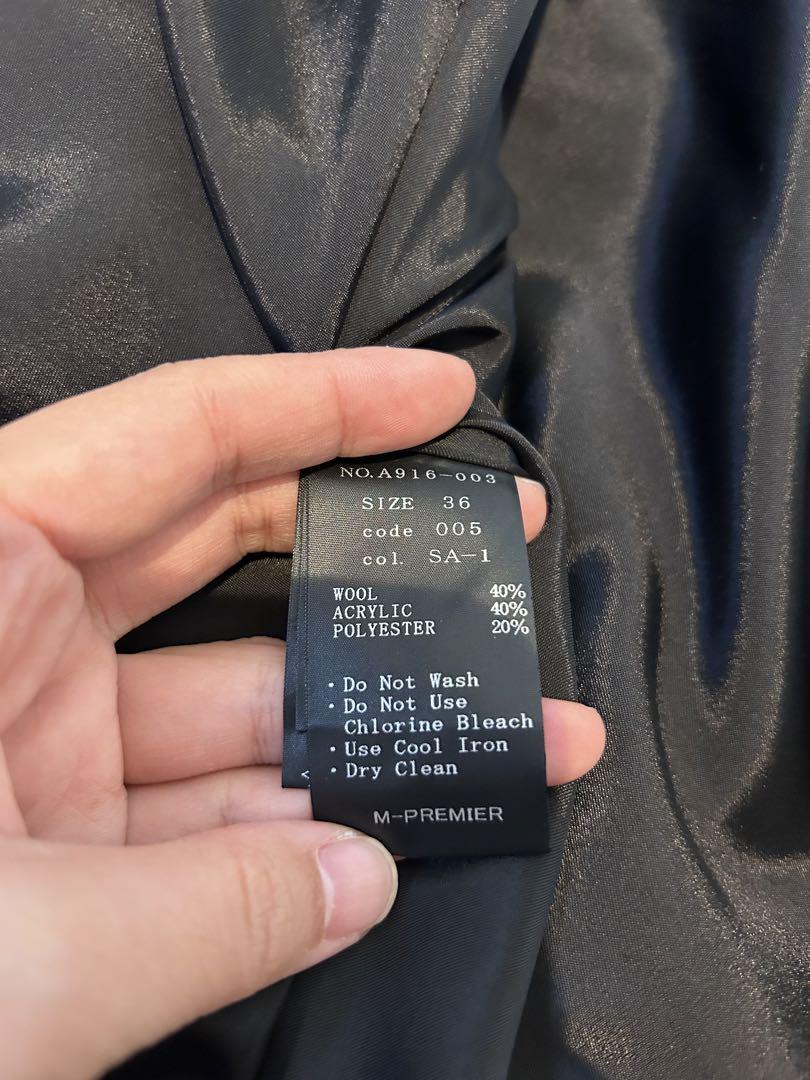 NO.A916-003
SIZE 36
code 005
col. SA-1
WOOL 40%
ACRYLIC 40%
POLYESTER 20%
・Do Not Wash
・Do Not Use
Chlorine Bleach
・Use Cool Iron
・Dry Clean
M-PREMIER